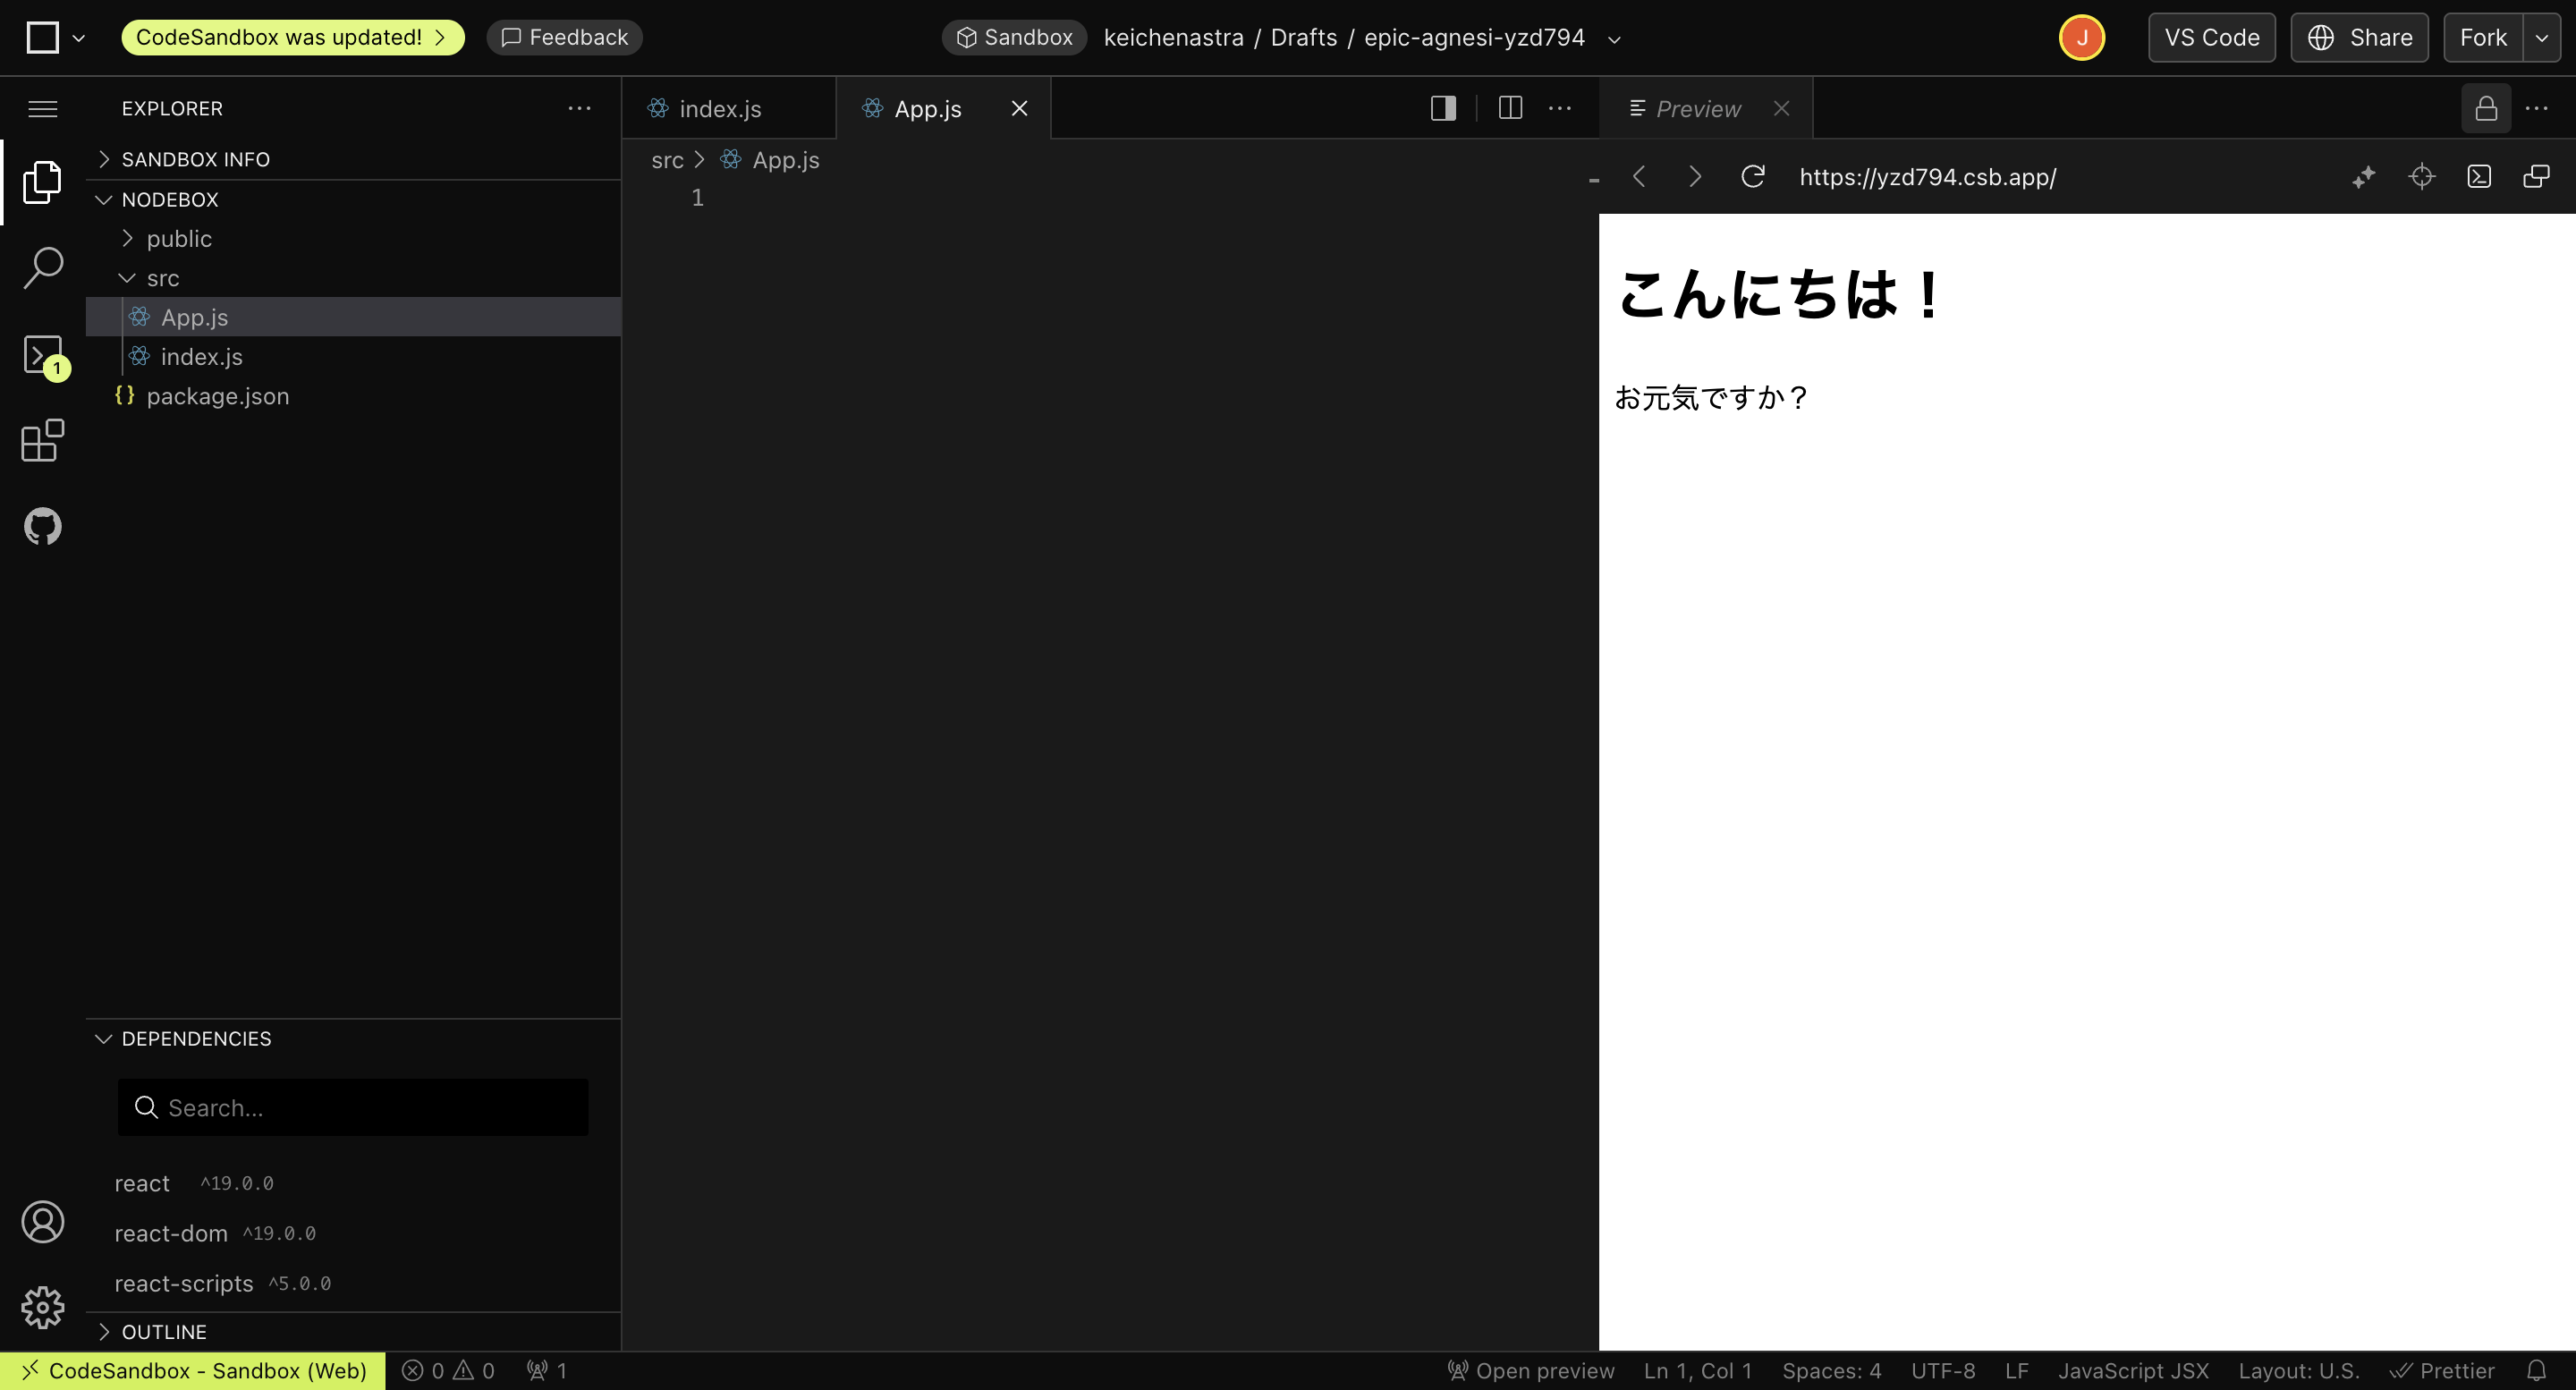 CodeSandbox was updated!
Feedback
Sandbox
keichenastra / Drafts / epic-agnesi-yzd794
J
VS Code
Share
Fork
EXPLORER
SANDBOX INFO
NODEBOX
public
src
App.js
index.js
package.json
1
DEPENDENCIES
Search...
react ^19.0.0
react-dom ^19.0.0
react-scripts ^5.0.0
OUTLINE
index.js
App.js
src > App.js
1
Preview
https://yzd794.csb.app/
こんにちは！
お元気ですか？
CodeSandbox - Sandbox (Web)
0 0
1
Open preview
Ln 1, Col 1
Spaces: 4
UTF-8
LF
JavaScript JSX
Layout: U.S.
Prettier